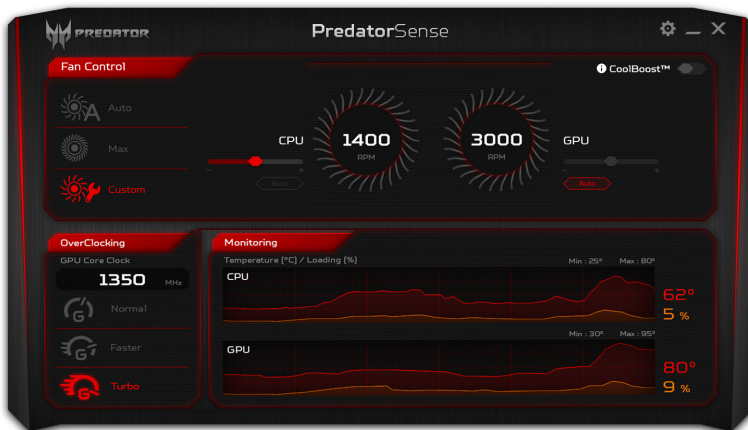 PREDATOR
PredatorSense
Fan Control
CoolBoost™
Auto
Max
Custom
CPU
- +
Auto
1400
RPM
3000
RPM
GPU
- +
Auto
OverClocking
GPU Core Clock
1350 MHz
Normal
Faster
Turbo
Monitoring
Temperature [°C] / Loading [%]
Min : 25° Max : 80°
CPU
62°
5 %
Min : 30° Max : 95°
GPU
80°
9 %